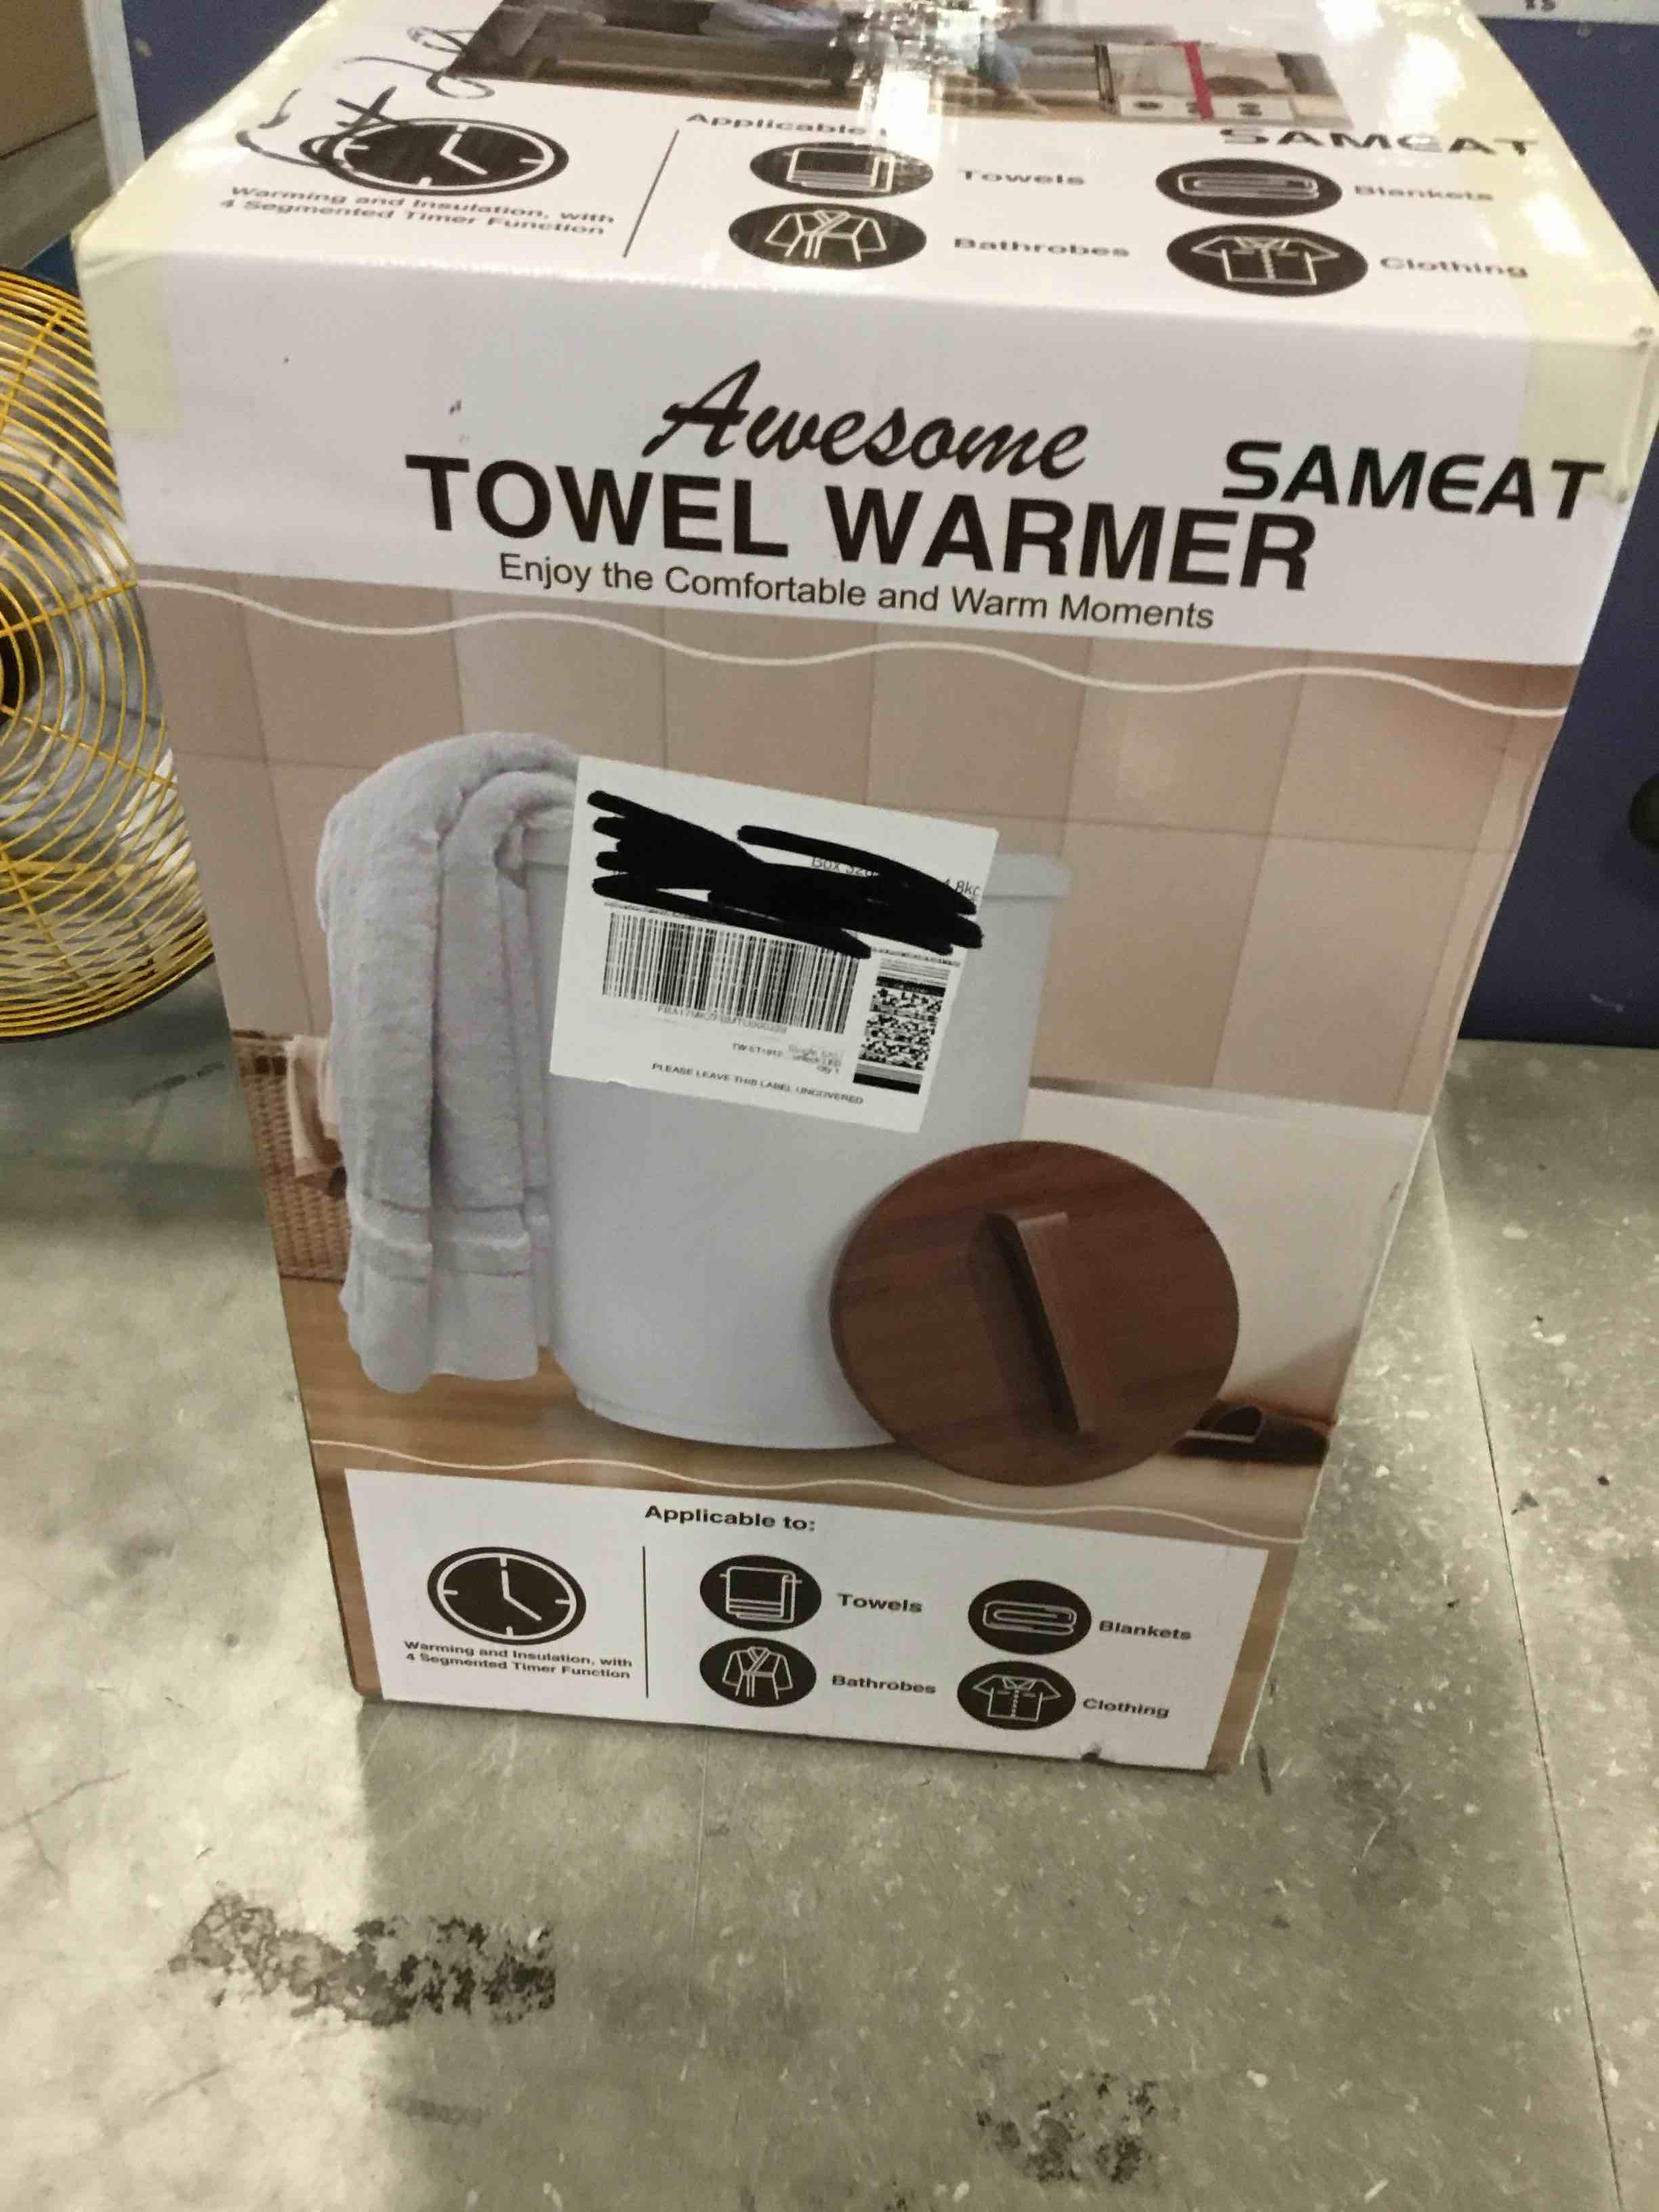 Applicable
SAMEAT
Towels
Blankets
Warming and Insulation, with
4 Segmented Timer Function
Bathrobes
Clothing
Awesome
SAMEAT
TOWEL WARMER
Enjoy the Comfortable and Warm Moments
PLEASE LEAVE THIS LABEL UNCOVERED
Applicable to:
Towels
Blankets
Warming and Insulation, with
4 Segmented Timer Function
Bathrobes
Clothing